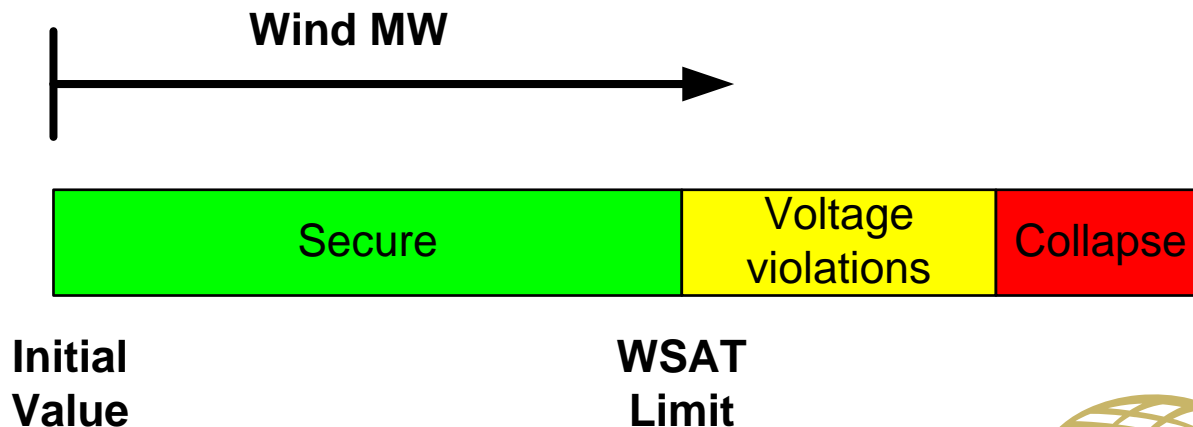 Wind MW
Secure
Voltage
violations
Collapse
Initial
Value
WSAT
Limit